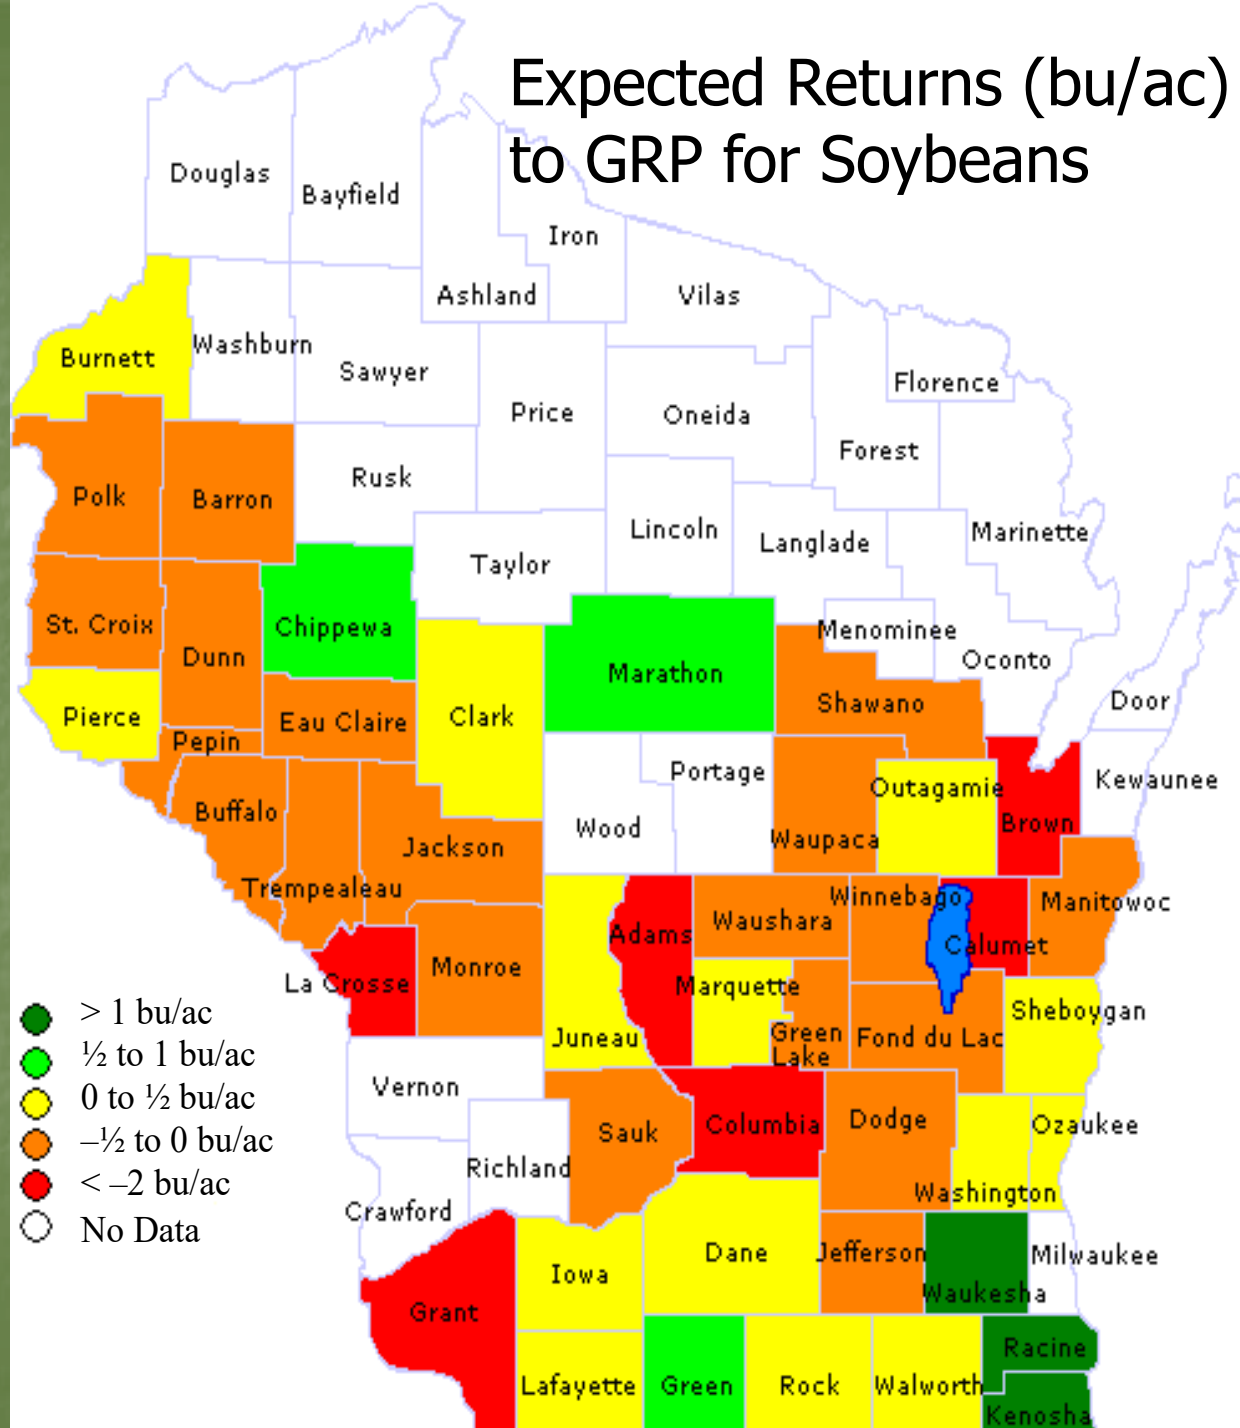 Expected Returns (bu/ac)
to GRP for Soybeans
Douglas
Bayfield
Iron
Ashland
Vilas
Burnett
Washburn
Sawyer
Florence
Price
Oneida
Forest
Rusk
Polk
Barron
Lincoln
Langlade
Marinette
Taylor
St. Croix
Chippewa
Menominee
Dunn
Oconto
Marathon
Door
Shawano
Pierce
Eau Claire
Clark
Pepin
Portage
Kewaunee
Outagamie
Buffalo
Wood
Brown
Waupaca
Jackson
Trempealeau
Winnebago
Manitowoc
Waushara
Adams
Calumet
Monroe
La Crosse
Marquette
Sheboygan
Juneau
Green
Lake
Fond du Lac
> 1 bu/ac
½ to 1 bu/ac
0 to ½ bu/ac
–½ to 0 bu/ac
< –2 bu/ac
No Data
Vernon
Sauk
Columbia
Dodge
Ozaukee
Richland
Washington
Crawford
Dane
Jefferson
Milwaukee
Iowa
Waukesha
Grant
Racine
Lafayette
Green
Rock
Walworth
Kenosha